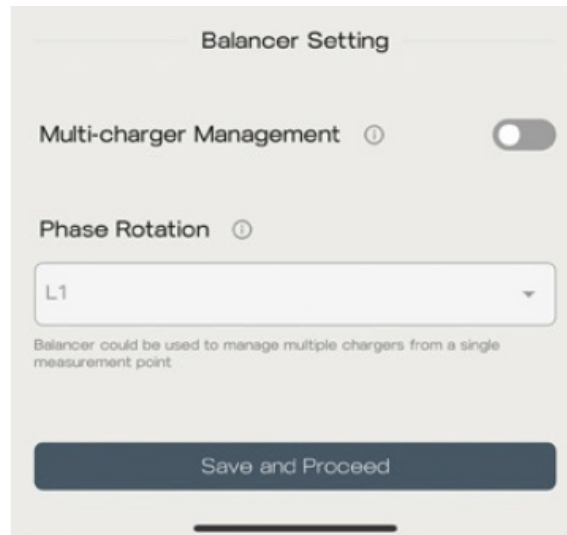 Balancer Setting
Multi-charger Management
Phase Rotation
L1
Balancer could be used to manage multiple chargers from a single
measurement point
Save and Proceed